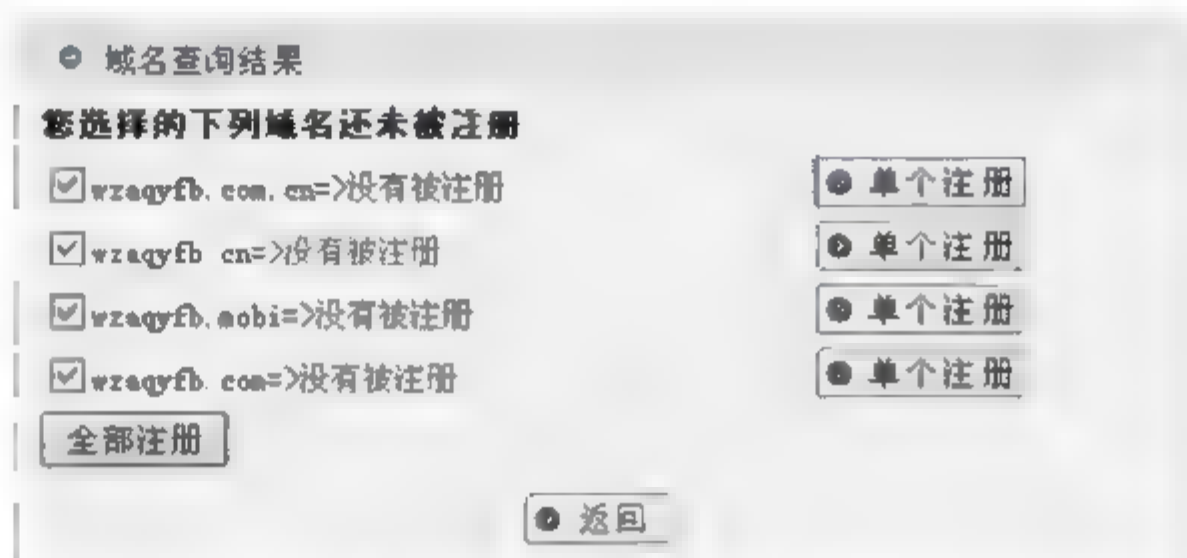 域名查询结果
您选择的下列域名还未被注册
wzaqyfb.com.cn=>没有被注册 单个注册
wzaqyfb.cn=>没有被注册 单个注册
wzaqyfb.mobi=>没有被注册 单个注册
wzaqyfb.com=>没有被注册 单个注册
全部注册
返回